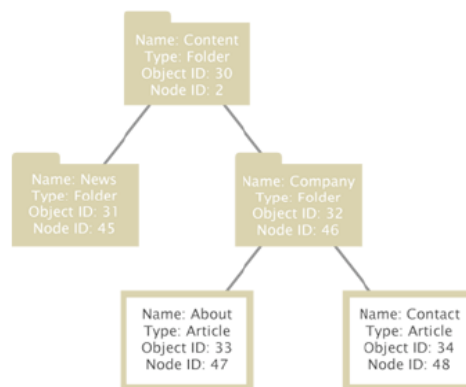 Name: Content
Type: Folder
Object ID: 30
Node ID: 2
Name: News
Type: Folder
Object ID: 31
Node ID: 45
Name: Company
Type: Folder
Object ID: 32
Node ID: 46
Name: About
Type: Article
Object ID: 33
Node ID: 47
Name: Contact
Type: Article
Object ID: 34
Node ID: 48